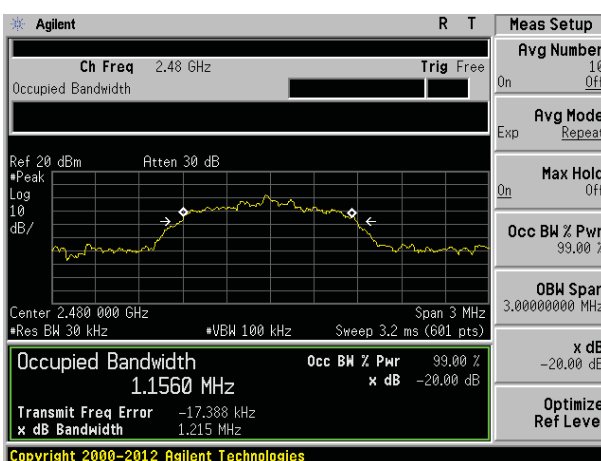 Agilent R T
Ch Freq 2.48 GHz Trig Free
Occupied Bandwidth
Ref 20 dBm Atten 30 dB
#Peak
Log
10
dB/
Center 2.480 000 GHz Span 3 MHz
#Res BW 30 kHz #VBW 100 kHz Sweep 3.2 ms (601 pts)
Occupied Bandwidth Occ BW % Pwr 99.00 %
1.1560 MHz x dB -20.00 dB
Transmit Freq Error -17.388 kHz
x dB Bandwidth 1.215 MHz
Copyright 2000-2012 Agilent Technologies
Meas Setup
Avg Number
10
On Off
Avg Mode
Exp Repeat
Max Hold
On Off
Occ BW % Pwr
99.00 %
OBW Span
3.00000000 MHz
x dB
-20.00 dB
Optimize
Ref Level